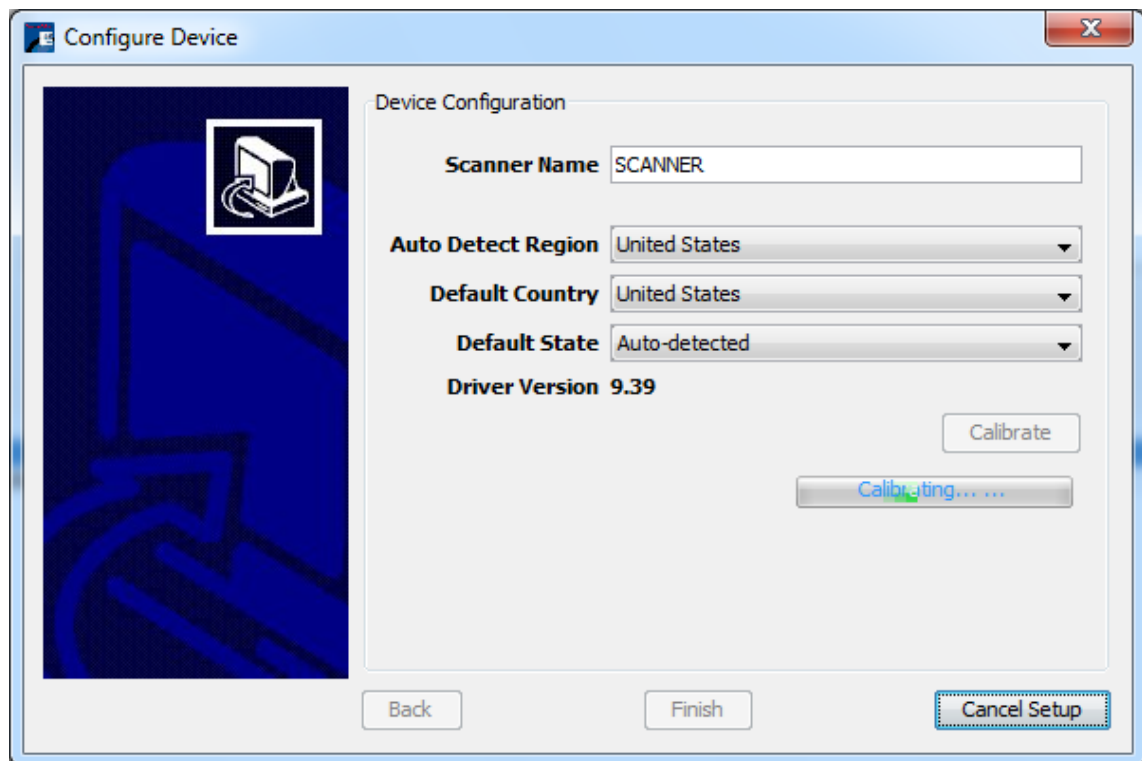 Configure Device
Device Configuration
Scanner Name SCANNER
Auto Detect Region United States
Default Country United States
Default State Auto-detected
Driver Version 9.39
Calibrate
Calibrating... ...
Back Finish Cancel Setup